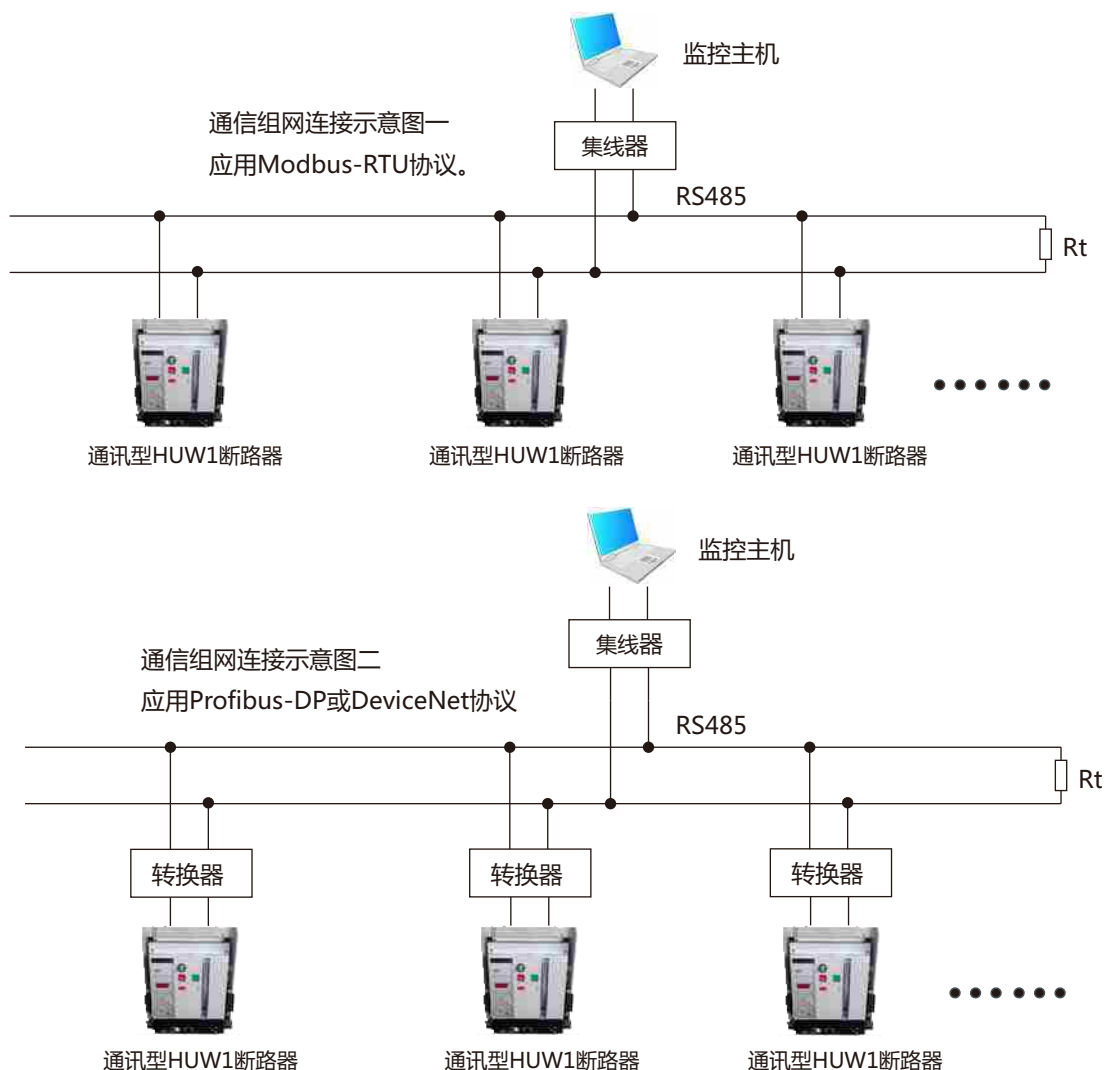 监控主机
通信组网连接示意图一
集线器
应用Modbus-RTU协议。
RS485
Rt
通讯型HUW1断路器
通讯型HUW1断路器
通讯型HUW1断路器
监控主机
集线器
通信组网连接示意图二
应用Profibus-DP或DeviceNet协议
RS485
Rt
转换器
转换器
转换器
通讯型HUW1断路器
通讯型HUW1断路器
通讯型HUW1断路器